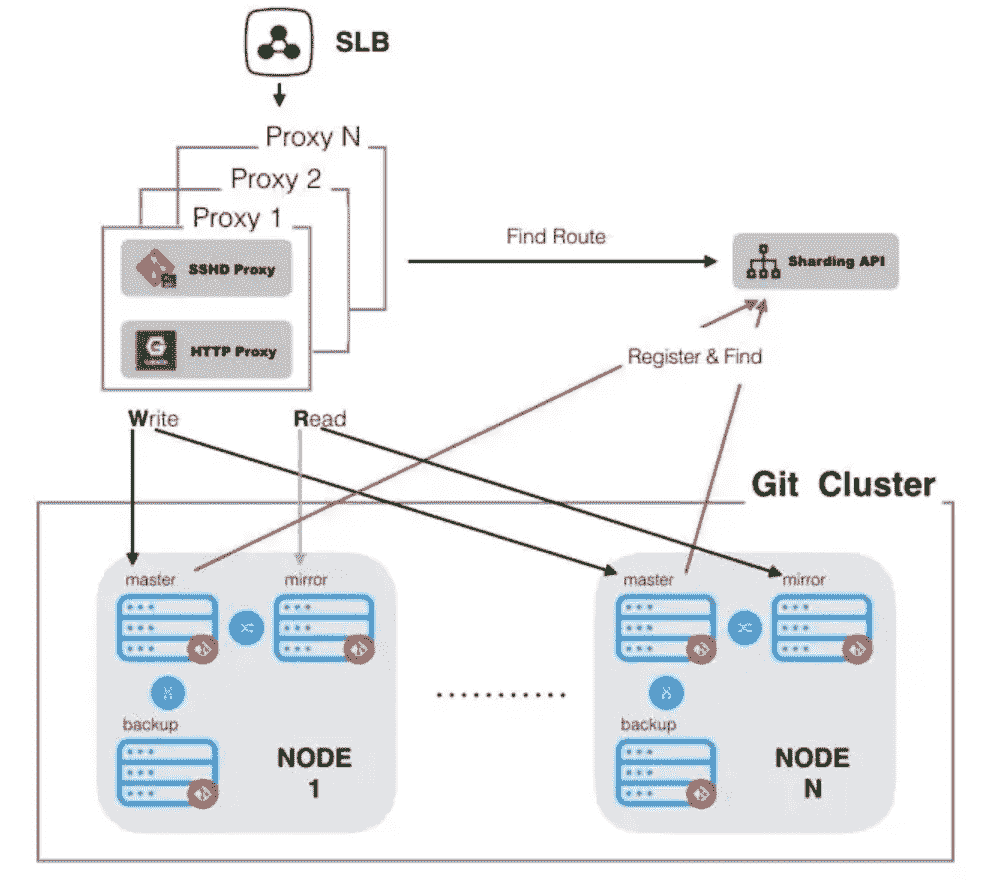 SLB
Proxy N
Proxy 2
Proxy 1
SSHD Proxy
HTTP Proxy
Find Route
Sharding API
Register & Find
Write
Read
Git Cluster
master
mirror
backup
NODE
1
master
mirror
backup
NODE
N